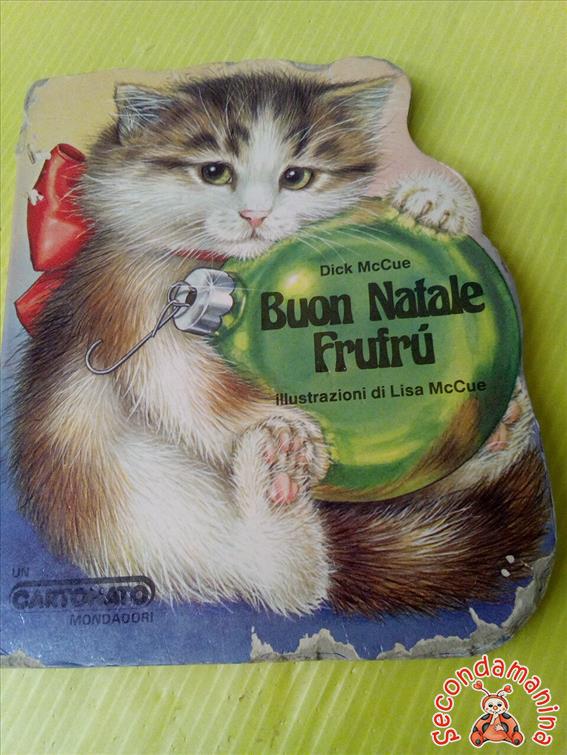 Dick McCue
Buon Natale
Frufrú
illustrazioni di Lisa McCue
UN
CARTONATO
MONDADORI
secondamanina